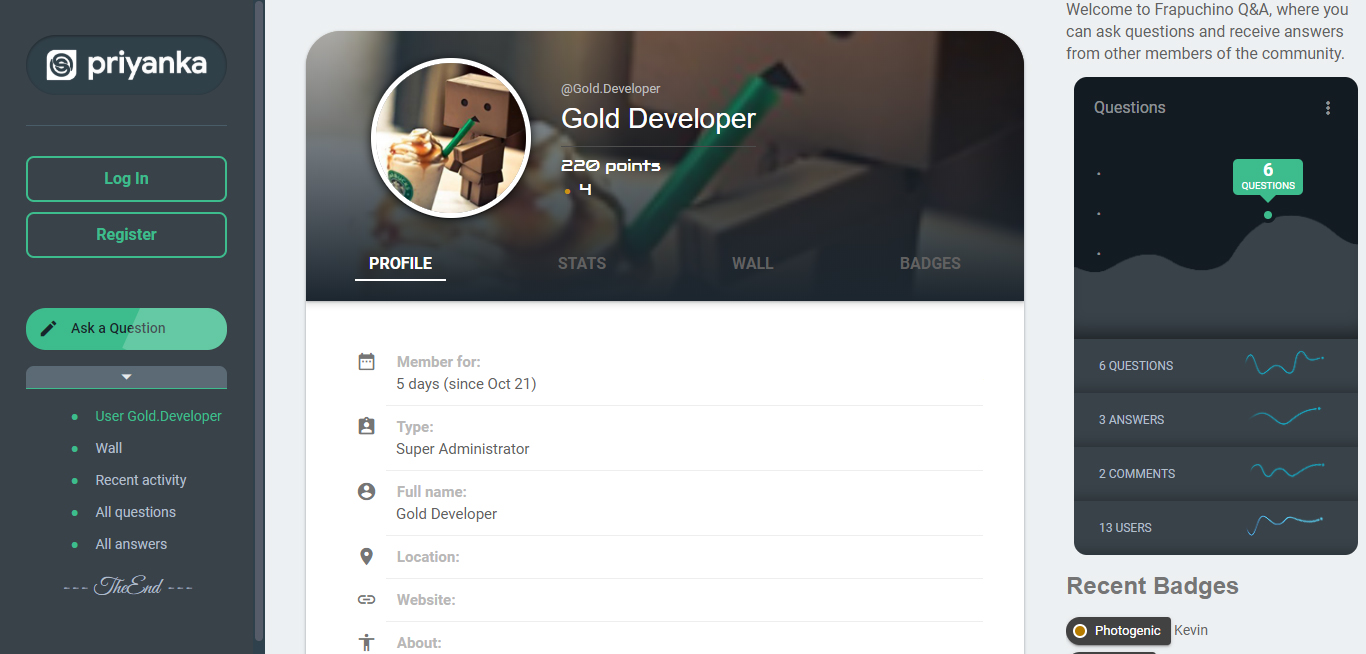 priyanka
Log In
Register
Ask a Question
User Gold.Developer
Wall
Recent activity
All questions
All answers
--- TheEnd ---
@Gold.Developer
Gold Developer
220 points
4
PROFILE
STATS
WALL
BADGES
Member for:
5 days (since Oct 21)
Type:
Super Administrator
Full name:
Gold Developer
Location:
Website:
About:
Welcome to Frapuchino Q&A, where you
can ask questions and receive answers
from other members of the community.
Questions
6
QUESTIONS
6 QUESTIONS
3 ANSWERS
2 COMMENTS
13 USERS
Recent Badges
Photogenic Kevin